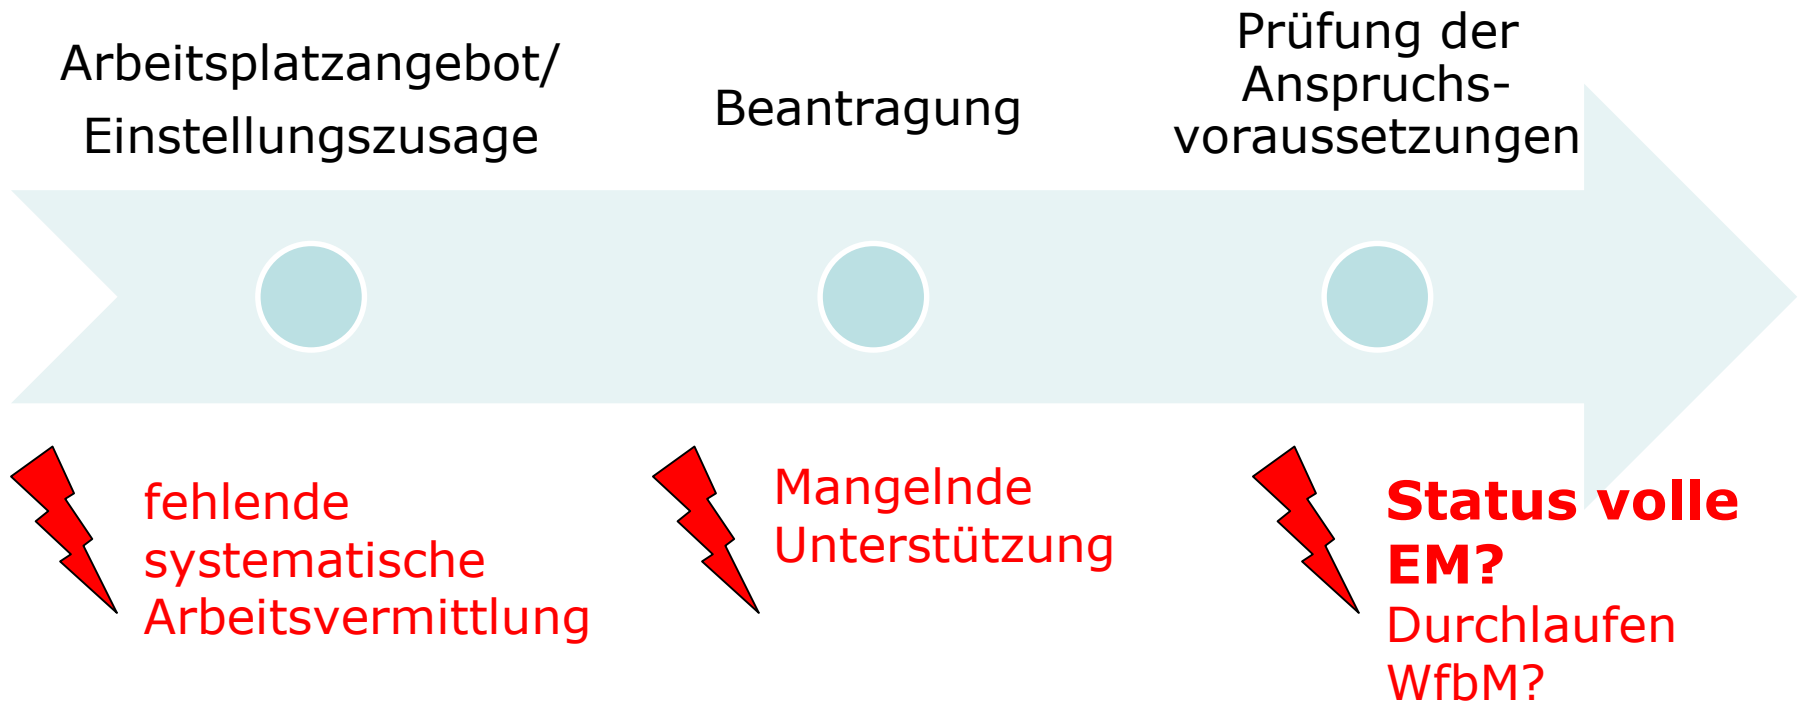 Arbeitsplatzangebot/
Einstellungszusage
Beantragung
Prüfung der
Anspruchs-
voraussetzungen
fehlende
systematische
Arbeitsvermittlung
Mangelnde
Unterstützung
Status volle
EM?
Durchlaufen
WfbM?